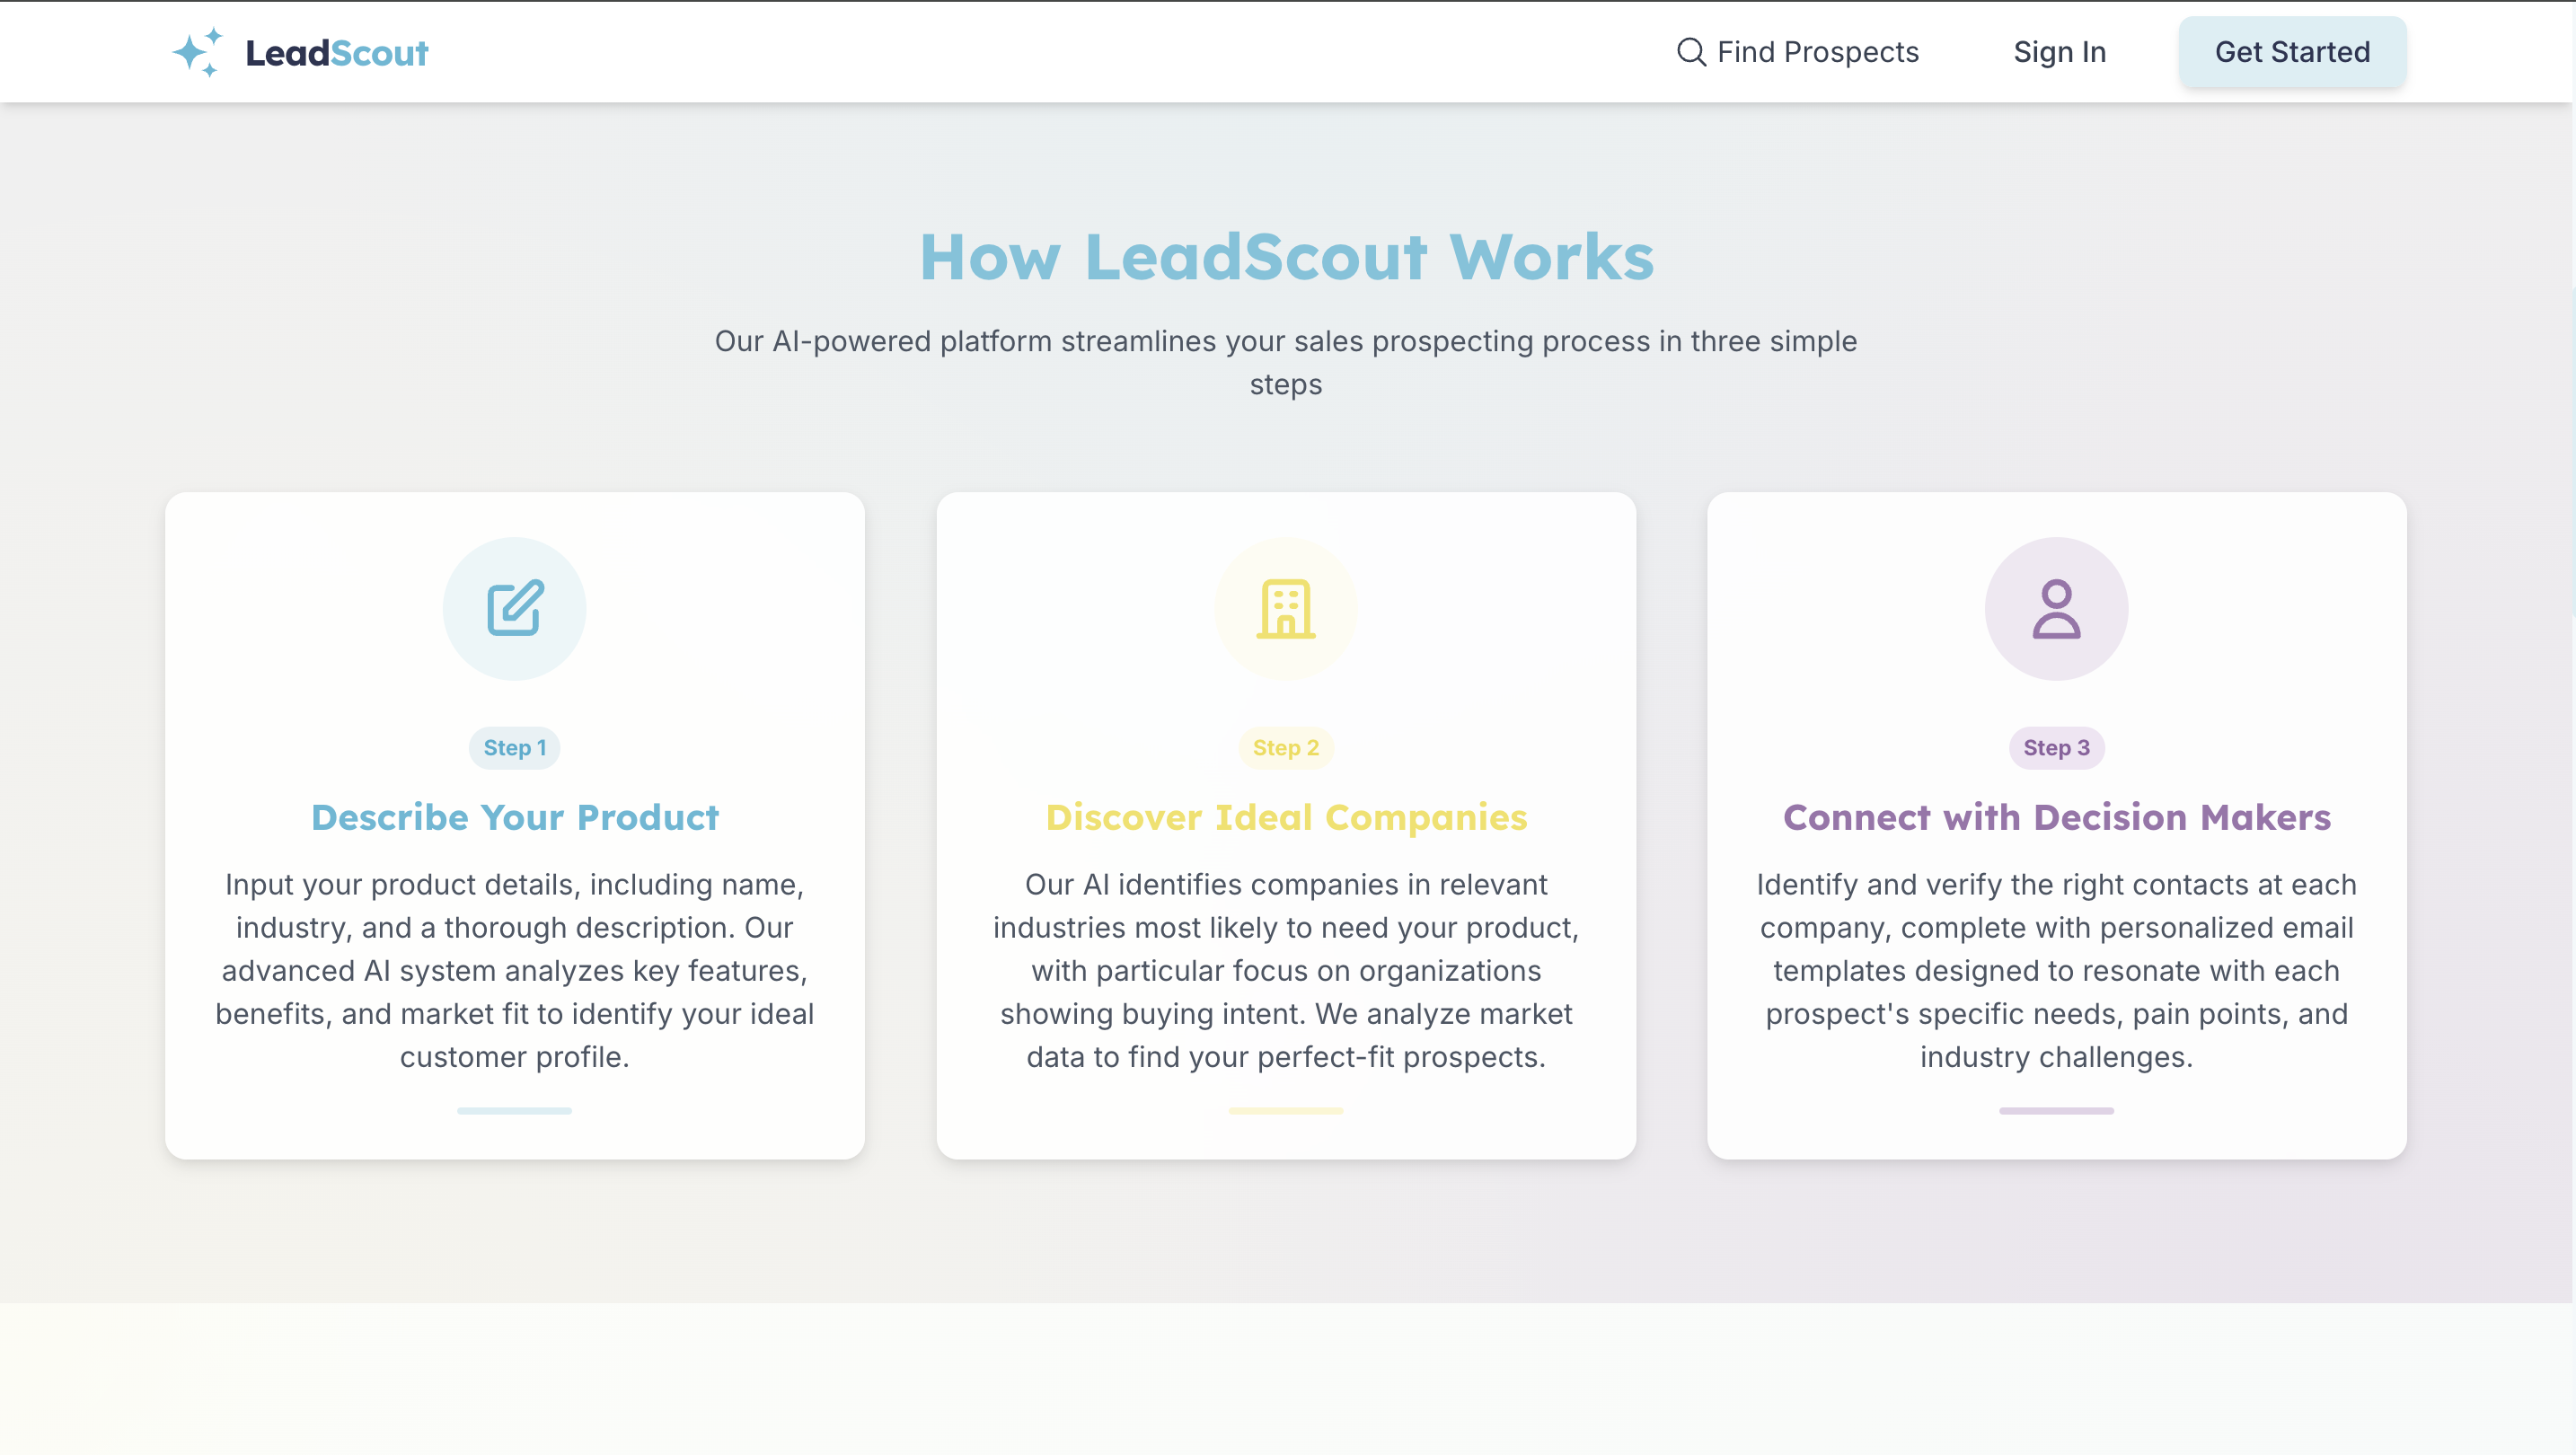 LeadScout
Find Prospects
Sign In
Get Started
How LeadScout Works
Our AI-powered platform streamlines your sales prospecting process in three simple
steps
Step 1
Describe Your Product
Input your product details, including name,
industry, and a thorough description. Our
advanced AI system analyzes key features,
benefits, and market fit to identify your ideal
customer profile.
Step 2
Discover Ideal Companies
Our AI identifies companies in relevant
industries most likely to need your product,
with particular focus on organizations
showing buying intent. We analyze market
data to find your perfect-fit prospects.
Step 3
Connect with Decision Makers
Identify and verify the right contacts at each
company, complete with personalized email
templates designed to resonate with each
prospect's specific needs, pain points, and
industry challenges.